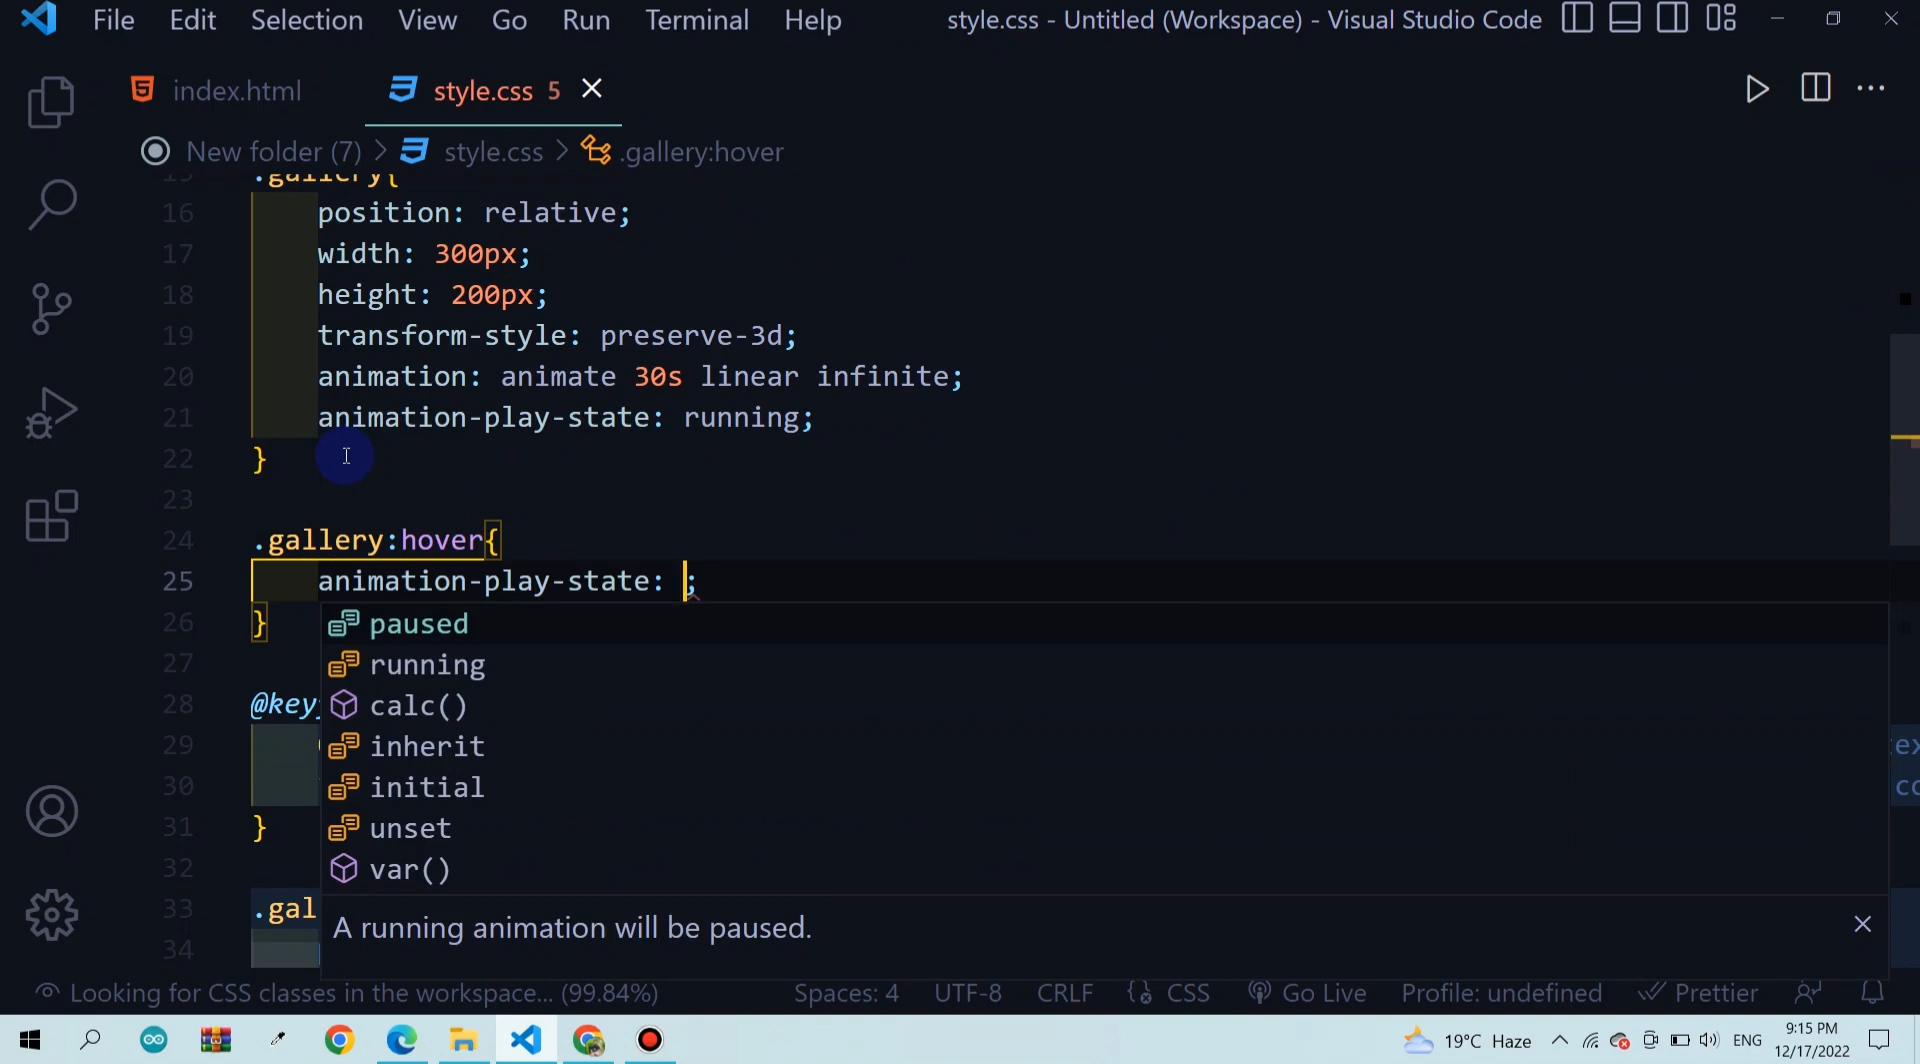 File Edit Selection View Go Run Terminal Help style.css - Untitled (Workspace) - Visual Studio Code
index.html style.css 5
New folder (7) > style.css > .gallery:hover
15 .gallery{
16 position: relative;
17 width: 300px;
18 height: 200px;
19 transform-style: preserve-3d;
20 animation: animate 30s linear infinite;
21 animation-play-state: running;
22 }
23
24 .gallery:hover{
25 animation-play-state: ;
26 } paused
27 running
28 @key calc()
29 inherit
30 initial
31 } unset
32 var()
33 .gal
A running animation will be paused.
34
Looking for CSS classes in the workspace... (99.84%) Spaces: 4 UTF-8 CRLF CSS Go Live Profile: undefined Prettier
19°C Haze ENG 9:15 PM
12/17/2022